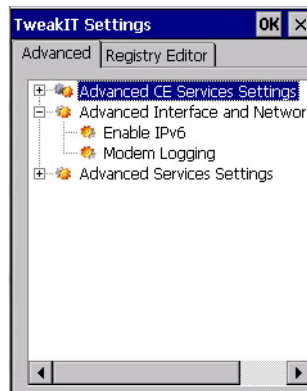 TweakIT Settings OK ×
Advanced Registry Editor
Advanced CE Services Settings
Advanced Interface and Networ
Enable IPv6
Modem Logging
Advanced Services Settings